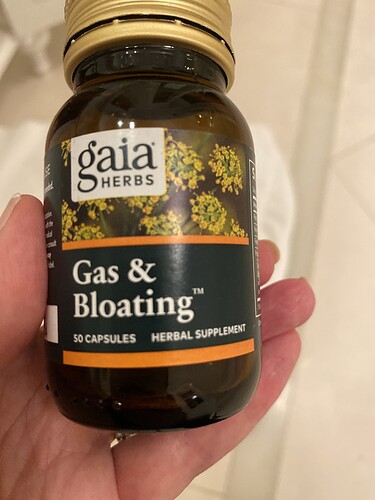 gaia®
HERBS
Gas &
Bloating™
50 CAPSULES HERBAL SUPPLEMENT